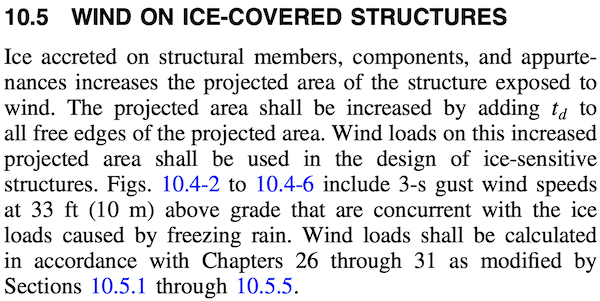 10.5 WIND ON ICE-COVERED STRUCTURES
Ice accreted on structural members, components, and appurte-
nances increases the projected area of the structure exposed to
wind. The projected area shall be increased by adding t_d to
all free edges of the projected area. Wind loads on this increased
projected area shall be used in the design of ice-sensitive
structures. Figs. 10.4-2 to 10.4-6 include 3-s gust wind speeds
at 33 ft (10 m) above grade that are concurrent with the ice
loads caused by freezing rain. Wind loads shall be calculated
in accordance with Chapters 26 through 31 as modified by
Sections 10.5.1 through 10.5.5.